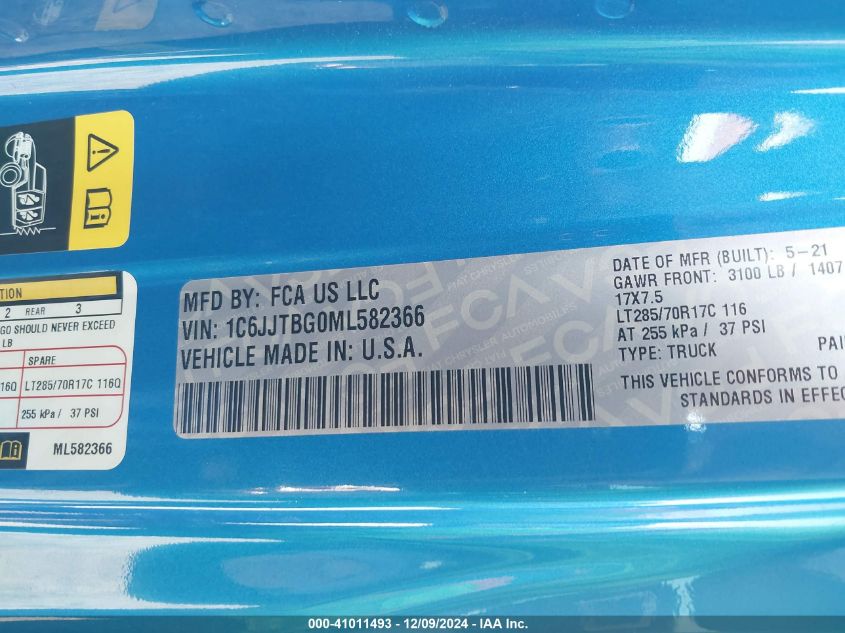 TION
2 REAR 3
GO SHOULD NEVER EXCEED
LB
SPARE
116Q LT285/70R17C 116Q
255 kPa / 37 PSI
ML582366
MFD BY: FCA US LLC
VIN: 1C6JJTBG0ML582366
VEHICLE MADE IN: U.S.A.
DATE OF MFR (BUILT): 5-21
GAWR FRONT: 3100 LB / 1407
17X7.5
LT285/70R17C 116
AT 255 kPa / 37 PSI
TYPE: TRUCK PAI
THIS VEHICLE CONFORMS TO
STANDARDS IN EFFEC
000-41011493 - 12/09/2024 - IAA Inc.